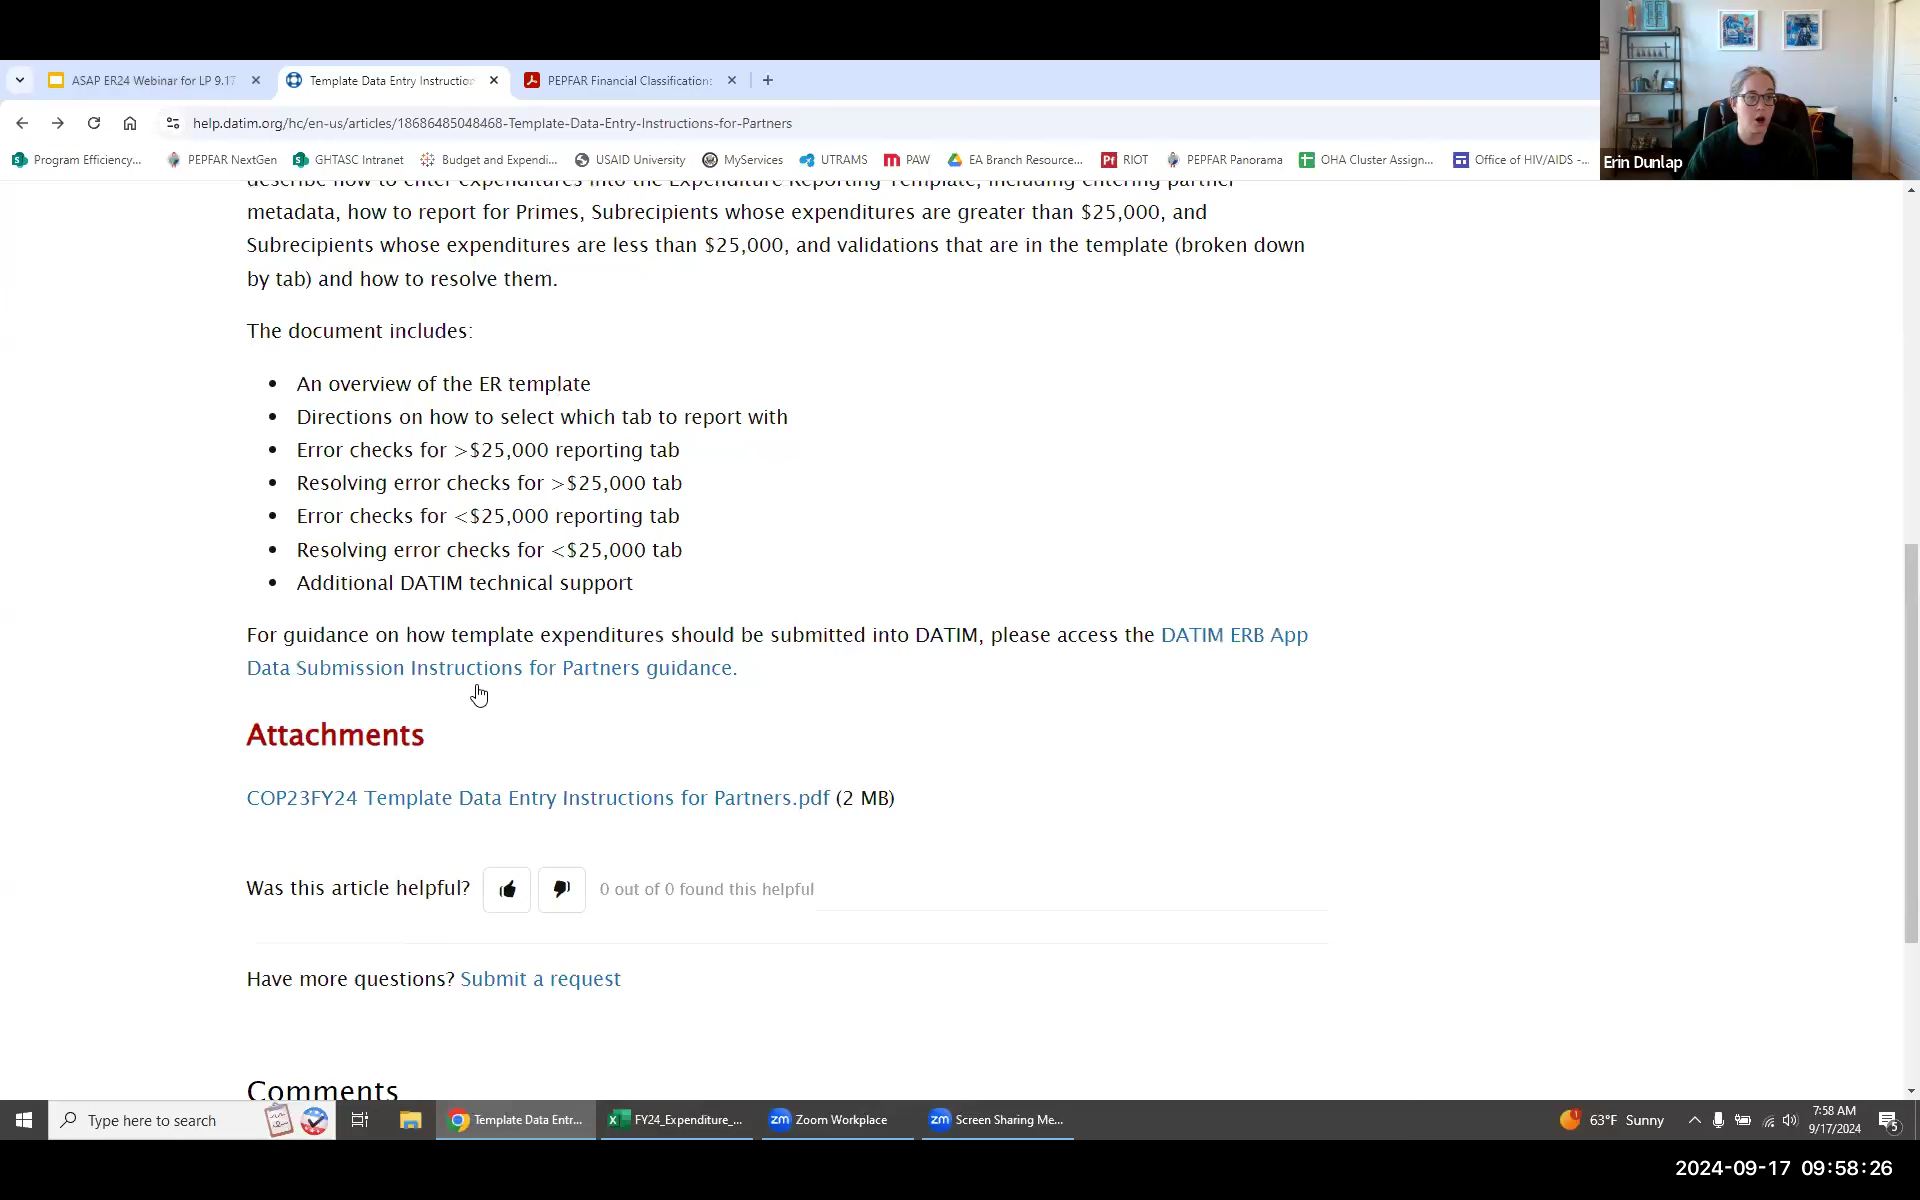 ASAP ER24 Webinar for LP 9.17
Template Data Entry Instruction
PEPFAR Financial Classifications
help.datim.org/hc/en-us/articles/18686485048468-Template-Data-Entry-Instructions-for-Partners
Program Efficiency...
PEPFAR NextGen
GHTASC Intranet
Budget and Expendi...
USAID University
MyServices
UTRAMS
PAW
EA Branch Resource...
RIOT
PEPFAR Panorama
OHA Cluster Assign...
Office of HIV/AIDS -...
Erin Dunlap
describe how to enter expenditures into the Expenditure Reporting Template, including entering partner
metadata, how to report for Primes, Subrecipients whose expenditures are greater than $25,000, and
Subrecipients whose expenditures are less than $25,000, and validations that are in the template (broken down
by tab) and how to resolve them.
The document includes:
• An overview of the ER template
• Directions on how to select which tab to report with
• Error checks for >$25,000 reporting tab
• Resolving error checks for >$25,000 tab
• Error checks for <$25,000 reporting tab
• Resolving error checks for <$25,000 tab
• Additional DATIM technical support
For guidance on how template expenditures should be submitted into DATIM, please access the DATIM ERB App
Data Submission Instructions for Partners guidance.
Attachments
COP23FY24 Template Data Entry Instructions for Partners.pdf (2 MB)
Was this article helpful? 0 out of 0 found this helpful
Have more questions? Submit a request
Comments
Type here to search
Template Data Entr...
FY24_Expenditure_...
zm Zoom Workplace
zm Screen Sharing Me...
1
63°F Sunny
7:58 AM
9/17/2024
5
2024-09-17 09:58:26